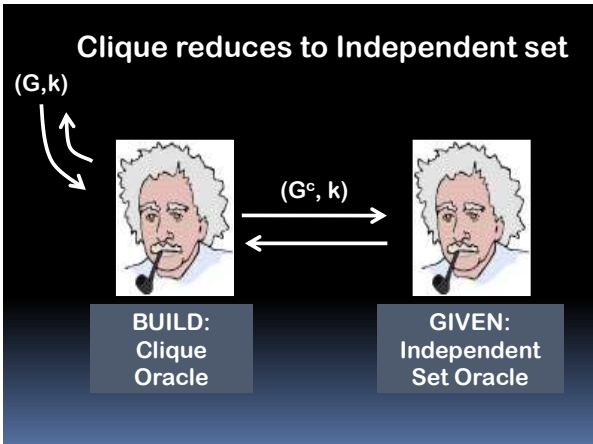 Clique reduces to Independent set
(G,k)
(Gᶜ, k)
BUILD:
Clique
Oracle
GIVEN:
Independent
Set Oracle